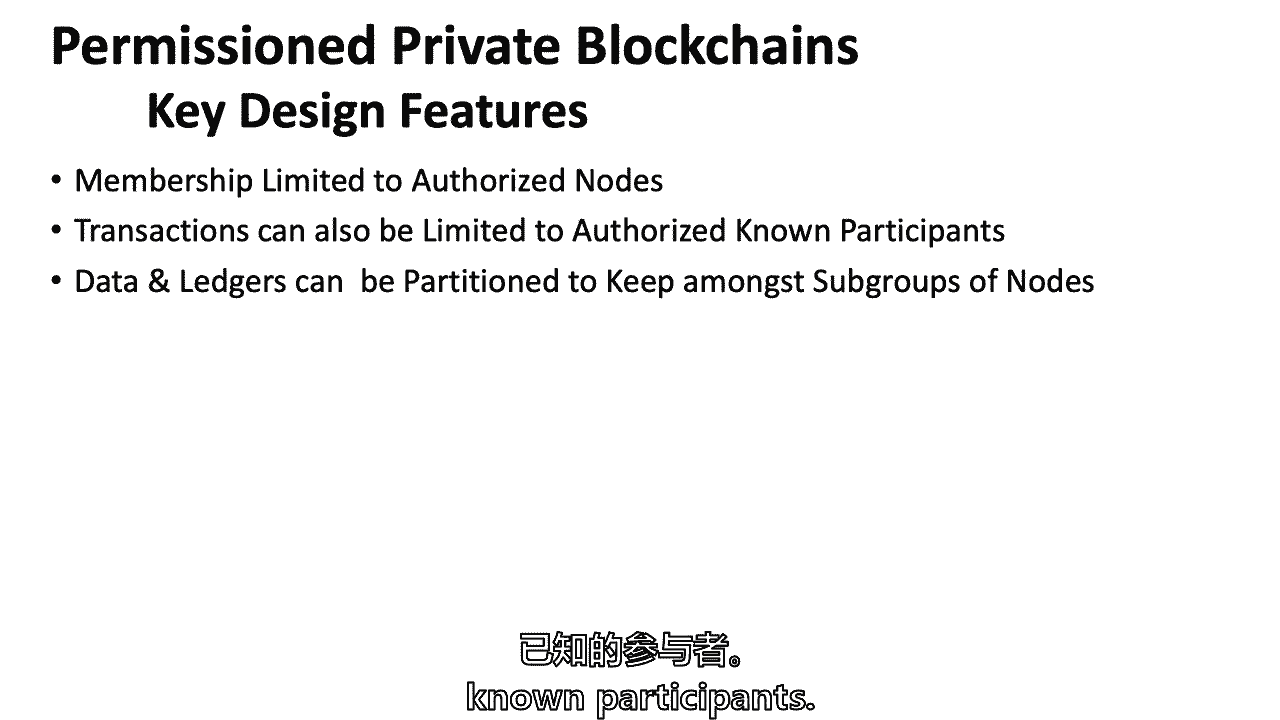 Permissioned Private Blockchains
Key Design Features
• Membership Limited to Authorized Nodes
• Transactions can also be Limited to Authorized Known Participants
• Data & Ledgers can  be Partitioned to Keep amongst Subgroups of Nodes
已知的参与者。
known participants.